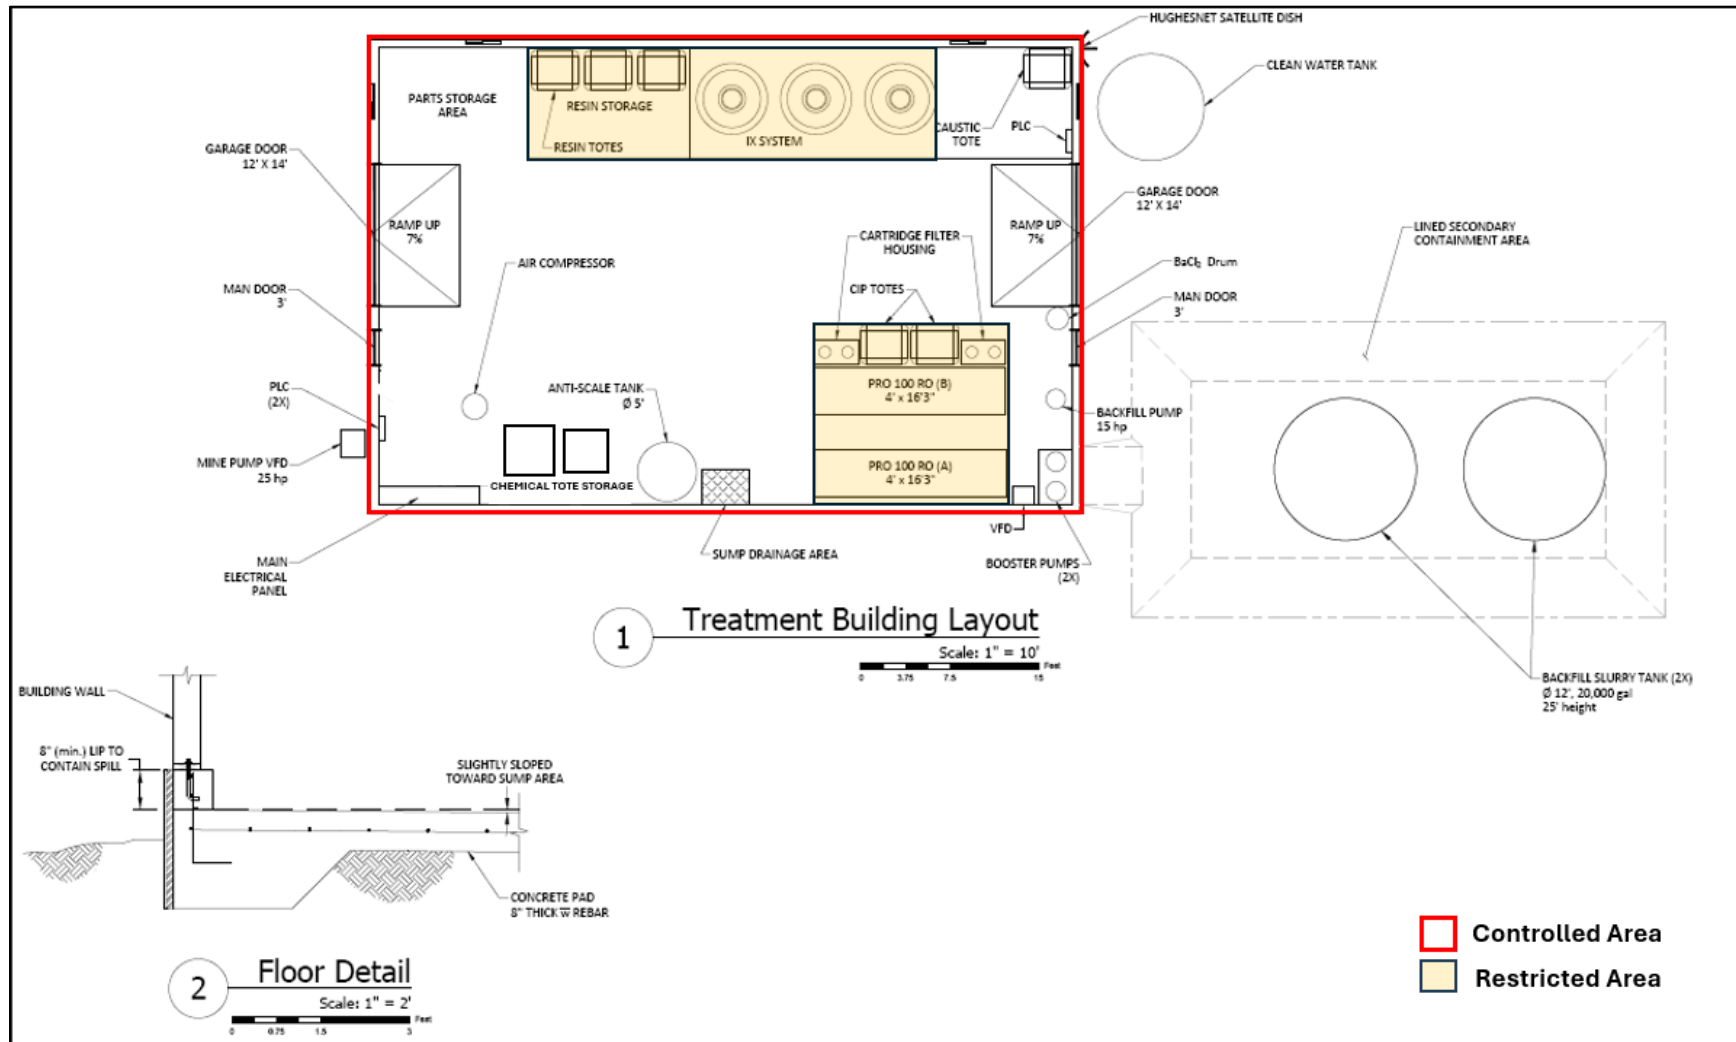 HUGHESNET SATELLITE DISH
CLEAN WATER TANK
PARTS STORAGE
AREA
RESIN STORAGE
RESIN TOTES
IX SYSTEM
CAUSTIC
TOTE
PLC
GARAGE DOOR
12' X 14'
GARAGE DOOR
12' X 14'
RAMP UP
7%
RAMP UP
7%
CARTRIDGE FILTER
HOUSING
LINED SECONDARY
CONTAINMENT AREA
AIR COMPRESSOR
BaCl₂ Drum
MAN DOOR
3'
CIP TOTES
MAN DOOR
3'
PLC
(2X)
ANTI-SCALE TANK
Ø 5'
PRO 100 RO (B)
4' x 16'3"
BACKFILL PUMP
15 hp
MINE PUMP VFD
25 hp
CHEMICAL TOTE STORAGE
PRO 100 RO (A)
4' x 16'3"
VFD
MAIN
ELECTRICAL
PANEL
SUMP DRAINAGE AREA
BOOSTER PUMPS
(2X)
1
Treatment Building Layout
Scale: 1" = 10'
Feet
0 3.75 7.5 15
BACKFILL SLURRY TANK (2X)
Ø 12', 20,000 gal
25' height
BUILDING WALL
8" (min.) LIP TO
CONTAIN SPILL
SLIGHTLY SLOPED
TOWARD SUMP AREA
CONCRETE PAD
8" THICK w REBAR
2
Floor Detail
Scale: 1" = 2'
Feet
0 0.75 1.5 3
Controlled Area
Restricted Area